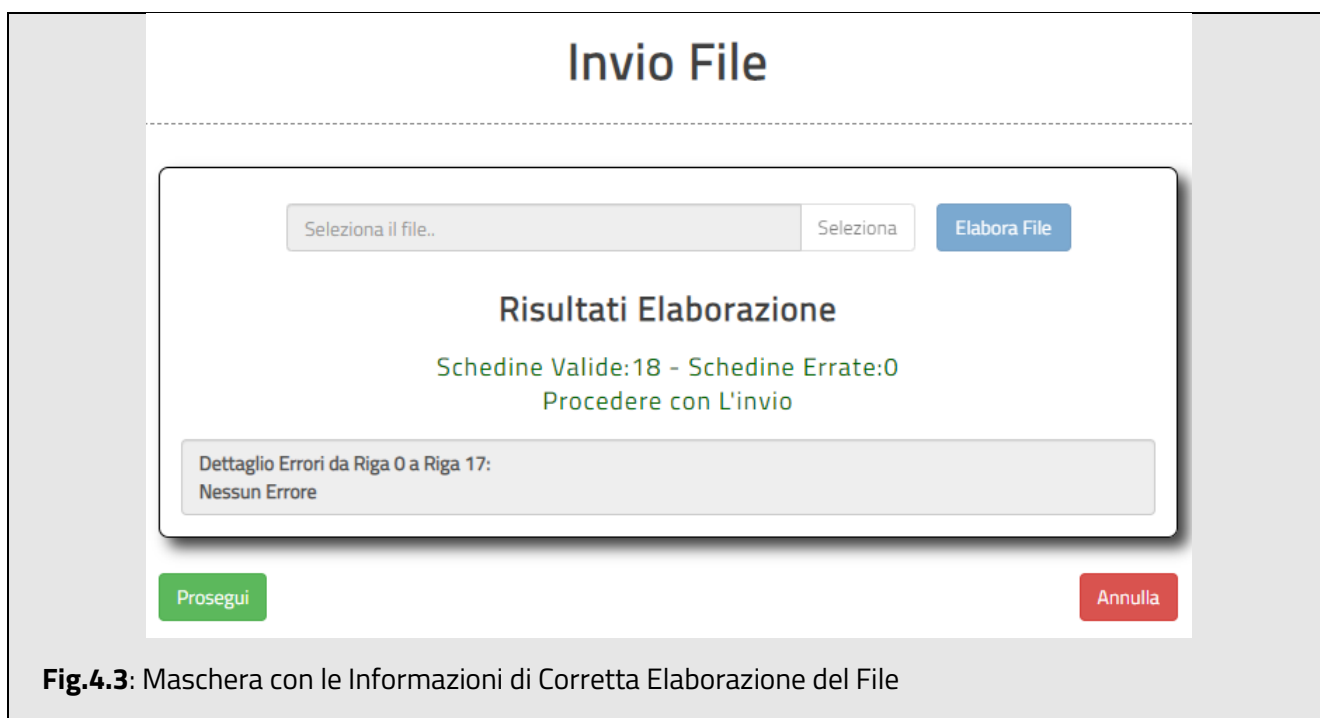 Invio File
Seleziona il file.. Seleziona Elabora File
Risultati Elaborazione
Schedine Valide:18 - Schedine Errate:0
Procedere con L'invio
Dettaglio Errori da Riga 0 a Riga 17:
Nessun Errore
Prosegui Annulla
Fig.4.3: Maschera con le Informazioni di Corretta Elaborazione del File